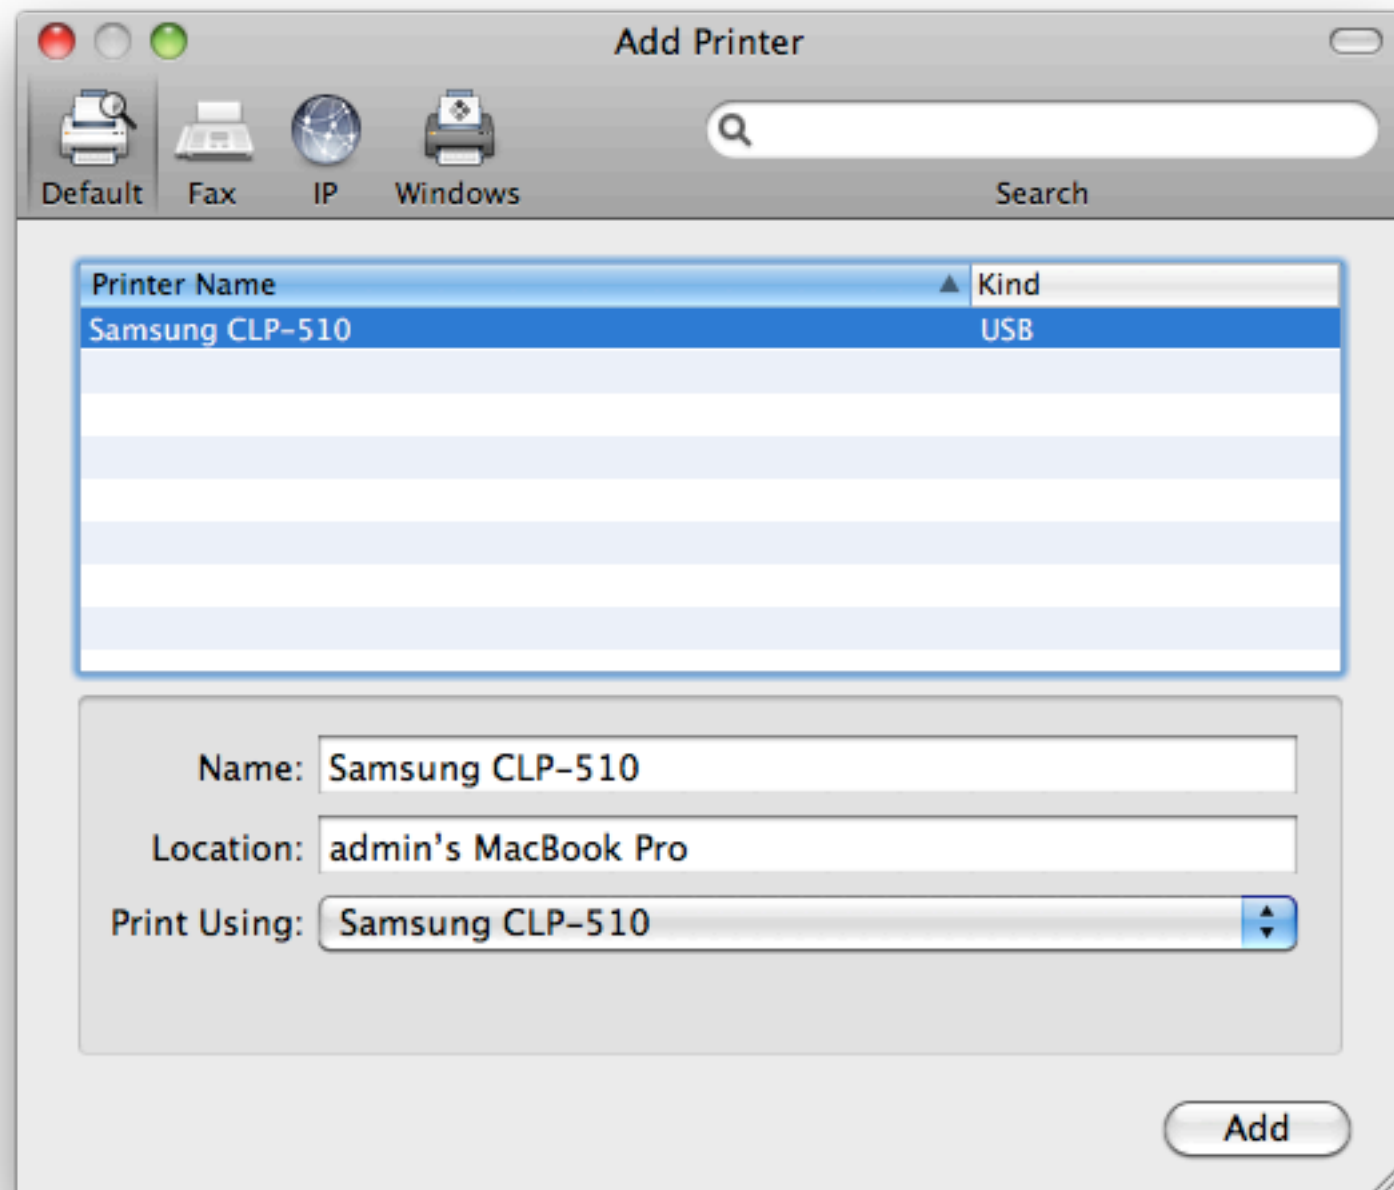 Add Printer
Default Fax IP Windows Search
Printer Name Kind
Samsung CLP-510 USB
Name: Samsung CLP-510
Location: admin’s MacBook Pro
Print Using: Samsung CLP-510
Add